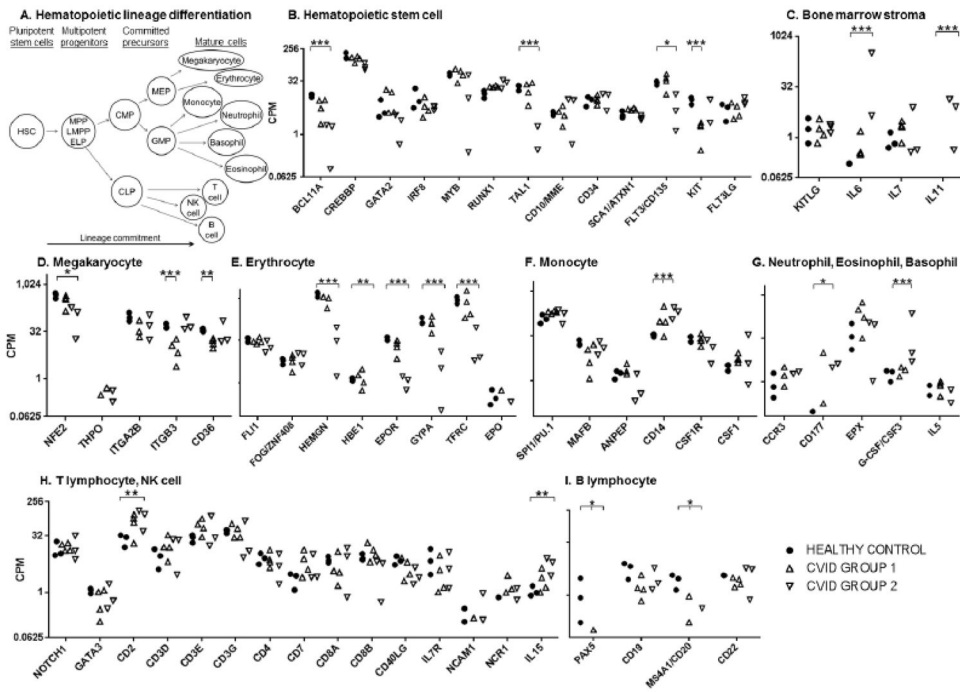 A. Hematopoietic lineage differentiation
Pluripotent stem cells
Multipotent progenitors
Committed precursors
Mature cells
HSC
MPP
LMPP
ELP
CMP
CLP
MEP
GMP
Megakaryocyte
Erythrocyte
Monocyte
Neutrophil
Basophil
Eosinophil
T cell
NK cell
B cell
Lineage commitment
B. Hematopoietic stem cell
CPM
256
32
1
0.0625
***
***
*
***
BCL11A
CREBBP
GATA2
IRF8
MYB
RUNX1
TAL1
CD10/MME
CD34
SCA1/ATXN1
FLT3/CD135
KIT
FLT3LG
C. Bone marrow stroma
1024
32
1
0.0625
***
***
KITLG
IL6
IL7
IL11
D. Megakaryocyte
CPM
1,024
32
1
0.0625
*
***
**
NFE2
THPO
ITGA2B
ITGB3
CD36
E. Erythrocyte
***
**
***
***
***
FLI1
FOG/ZNF408
HEMGN
HBE1
EPOR
GYPA
TFRC
EPO
F. Monocyte
***
SPI1/PU.1
MAFB
ANPEP
CD14
CSF1R
CSF1
G. Neutrophil, Eosinophil, Basophil
*
***
CCR3
CD177
EPX
G-CSF/CSF3
IL5
H. T lymphocyte, NK cell
CPM
256
32
1
0.0625
**
**
NOTCH1
GATA3
CD2
CD3D
CD3E
CD3G
CD4
CD7
CD8A
CD8B
CD40LG
IL7R
NCAM1
NCR1
IL15
I. B lymphocyte
*
*
PAX5
CD19
MS4A1/CD20
CD22
HEALTHY CONTROL
CVID GROUP 1
CVID GROUP 2